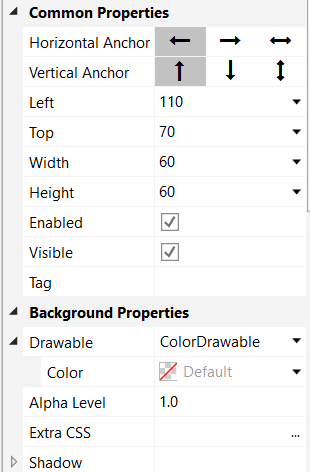 Common Properties
Horizontal Anchor
Vertical Anchor
Left 110
Top 70
Width 60
Height 60
Enabled
Visible
Tag
Background Properties
Drawable ColorDrawable
Color Default
Alpha Level 1.0
Extra CSS ...
Shadow